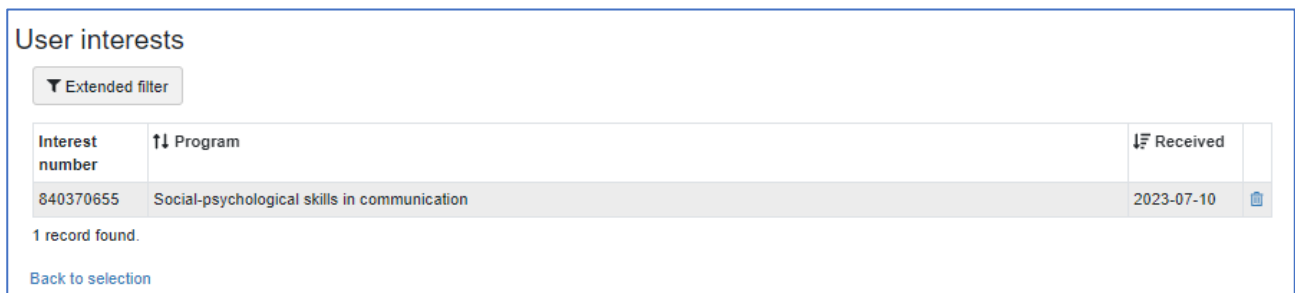 User interests
Extended filter
Interest number Program Received
840370655 Social-psychological skills in communication 2023-07-10
1 record found.
Back to selection